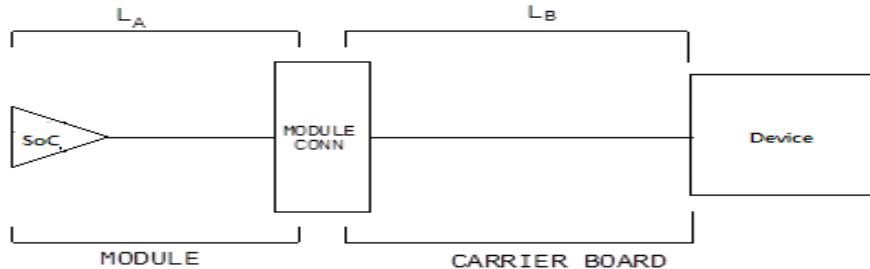 LA
LB
SoC
MODULE
CONN
Device
MODULE
CARRIER BOARD